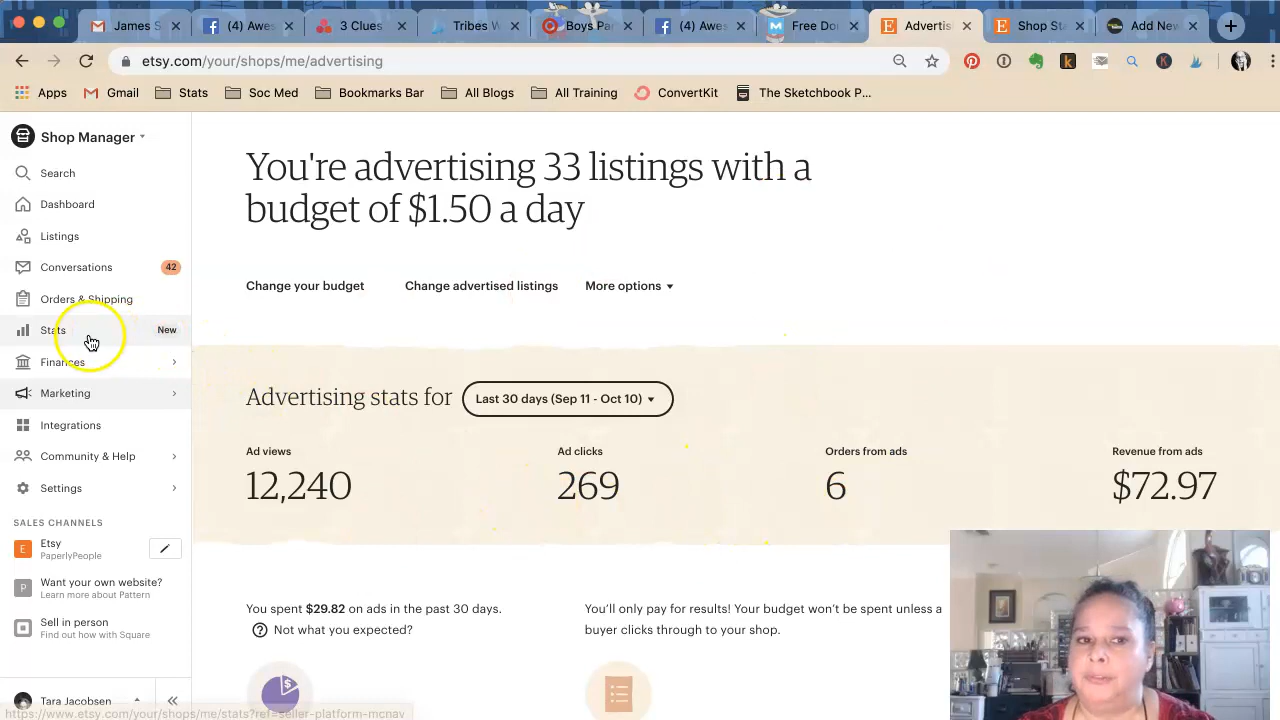 James S
(4) Awes
3 Clues
Tribes W
Boys Par
(4) Awes
Free Dou
Advertis
Shop Sta
Add New
etsy.com/your/shops/me/advertising
Apps
Gmail
Stats
Soc Med
Bookmarks Bar
All Blogs
All Training
ConvertKit
The Sketchbook P...
Shop Manager
Search
Dashboard
Listings
Conversations 42
Orders & Shipping
Stats New
Finances
Marketing
Integrations
Community & Help
Settings
SALES CHANNELS
E Etsy
PaperlyPeople
P Want your own website?
Learn more about Pattern
Sell in person
Find out how with Square
Tara Jacobsen
https://www.etsy.com/your/shops/me/stats?ref=seller-platform-mcnav
You're advertising 33 listings with a
budget of $1.50 a day
Change your budget
Change advertised listings
More options
Advertising stats for Last 30 days (Sep 11 - Oct 10)
Ad views
12,240
Ad clicks
269
Orders from ads
6
Revenue from ads
$72.97
You spent $29.82 on ads in the past 30 days.
? Not what you expected?
You'll only pay for results! Your budget won't be spent unless a
buyer clicks through to your shop.